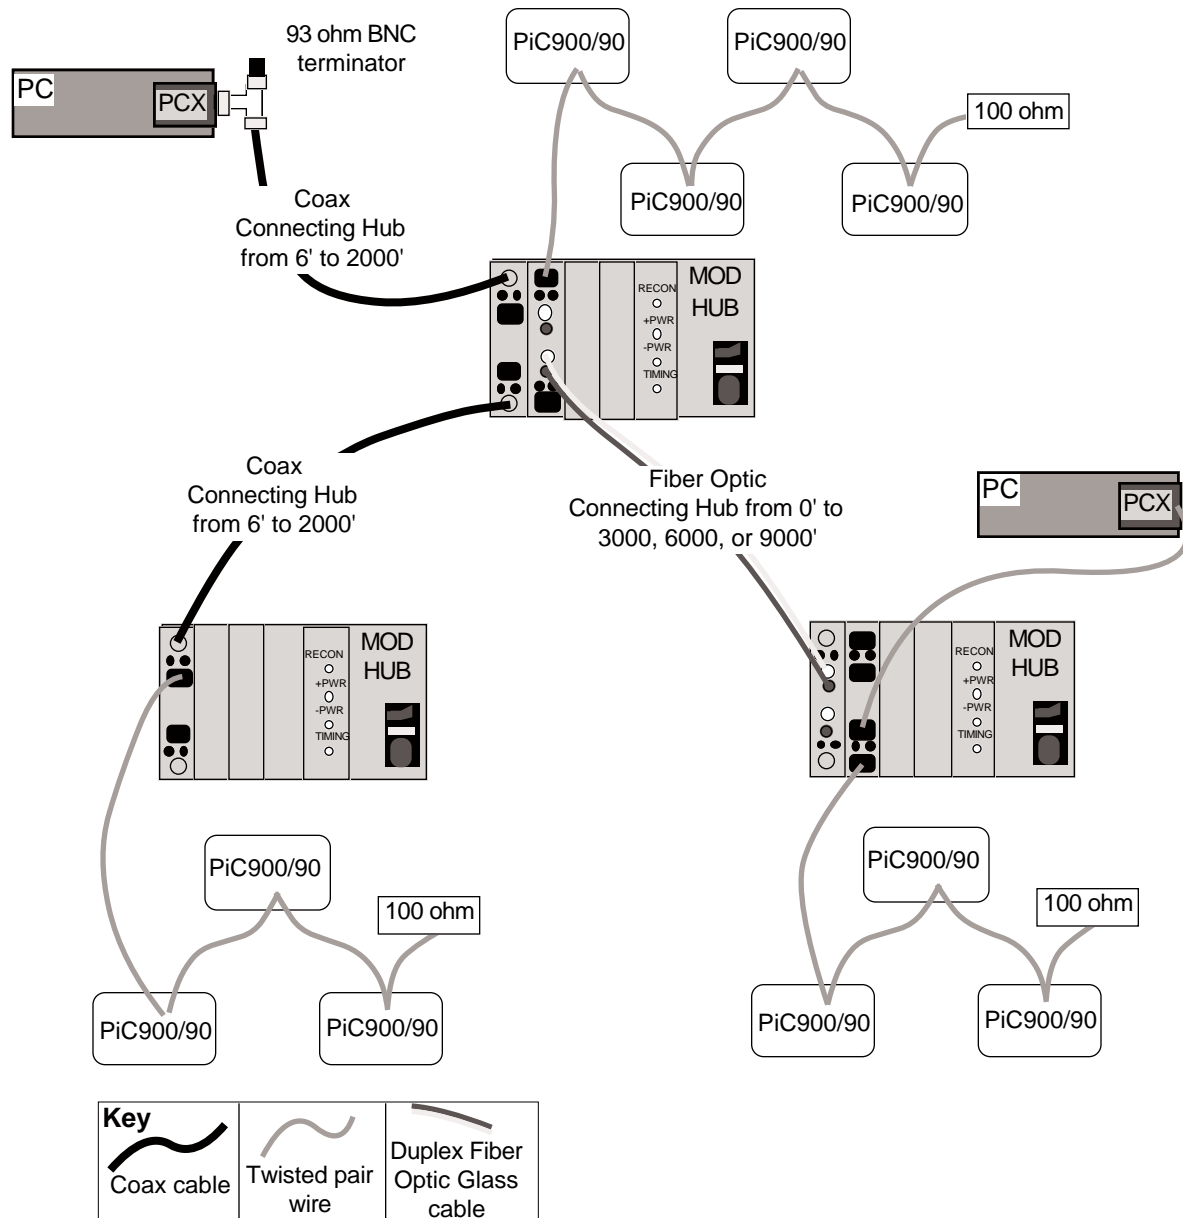 93 ohm BNC
terminator
PC
PCX
PiC900/90
PiC900/90
100 ohm
PiC900/90
PiC900/90
Coax
Connecting Hub
from 6' to 2000'
MOD
HUB
RECON
+PWR
-PWR
TIMING
Coax
Connecting Hub
from 6' to 2000'
Fiber Optic
Connecting Hub from 0' to
3000, 6000, or 9000'
PC
PCX
MOD
HUB
RECON
+PWR
-PWR
TIMING
MOD
HUB
RECON
+PWR
-PWR
TIMING
PiC900/90
100 ohm
PiC900/90
PiC900/90
PiC900/90
100 ohm
PiC900/90
PiC900/90
Key
Coax cable
Twisted pair
wire
Duplex Fiber
Optic Glass
cable